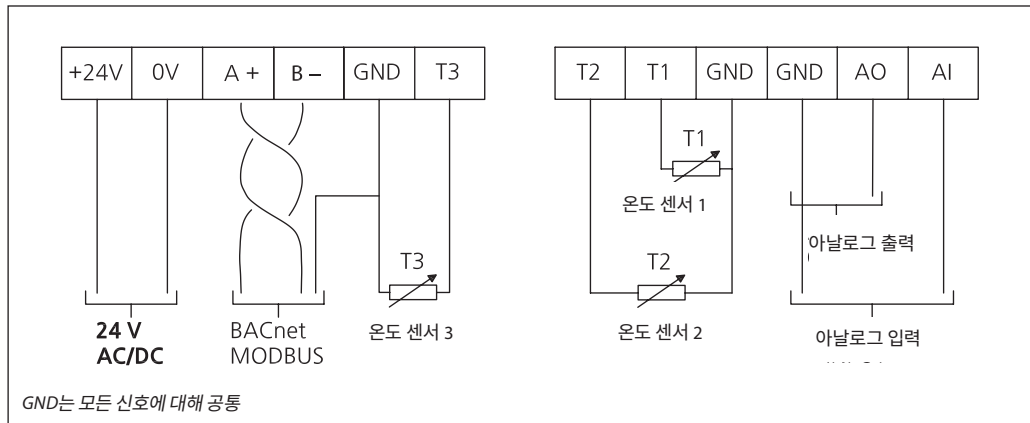 +24V 0V A + B – GND T3
T2 T1 GND GND AO AI
T1
온도 센서 1
아날로그 출력
T3
T2
24 V
AC/DC
BACnet
MODBUS
온도 센서 3
온도 센서 2
아날로그 입력
GND는 모든 신호에 대해 공통